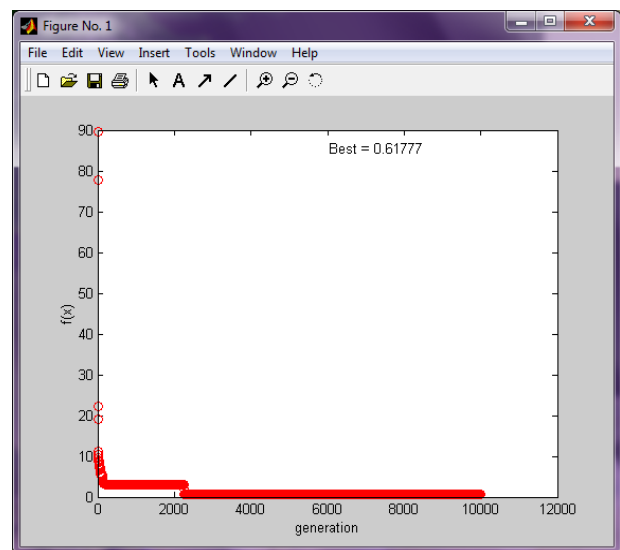 Figure No. 1
File Edit View Insert Tools Window Help
A
Best = 0.61777
90
80
70
60
50
40
30
20
10
0
f(x)
0 2000 4000 6000 8000 10000 12000
generation